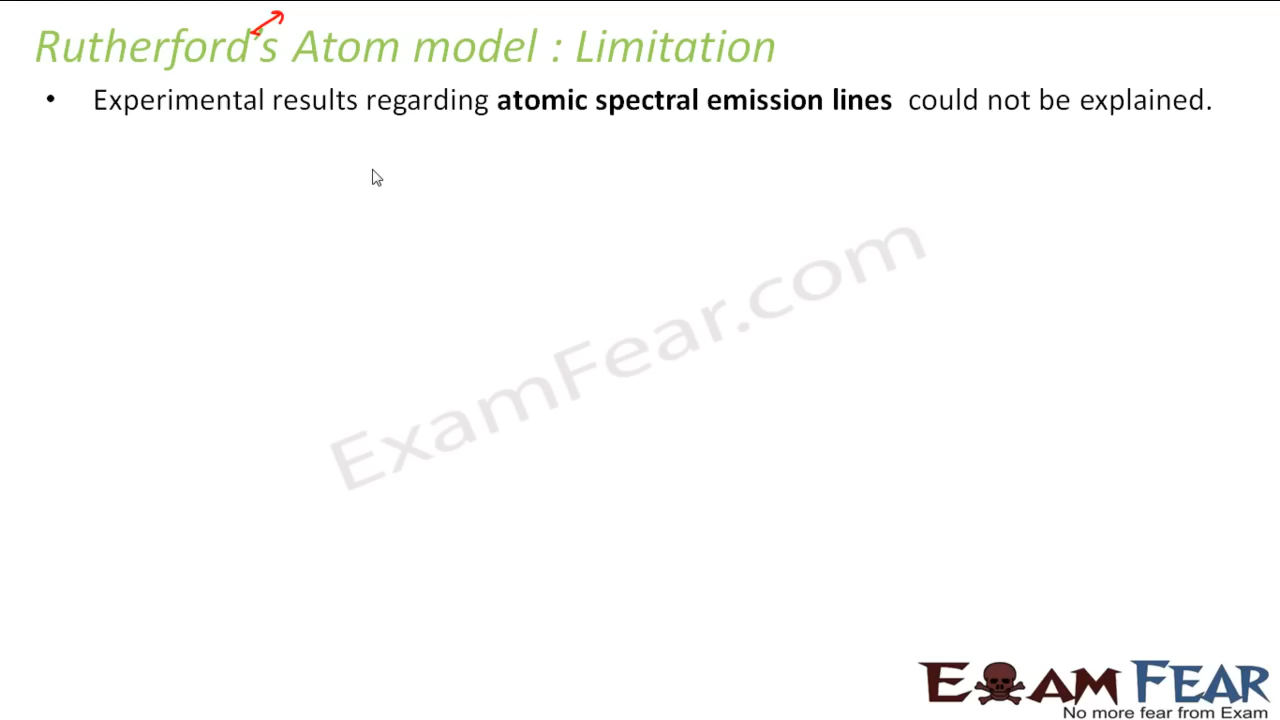 Rutherford's Atom model : Limitation
• Experimental results regarding atomic spectral emission lines could not be explained.
ExamFear.com
EXAM FEAR
No more fear from Exam